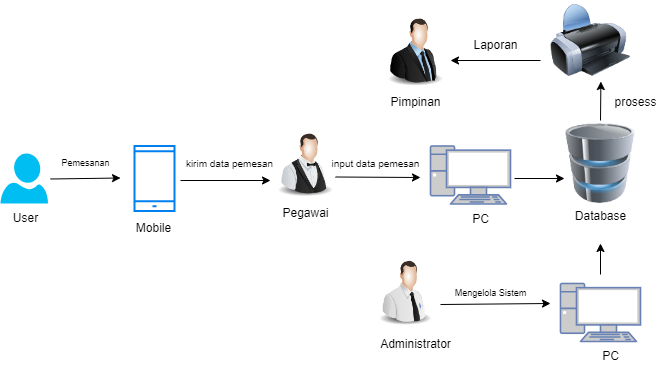 Laporan
Pimpinan
prosess
Pemesanan
kirim data pemesan
input data pemesan
User
Mobile
Pegawai
PC
Database
Mengelola Sistem
Administrator
PC